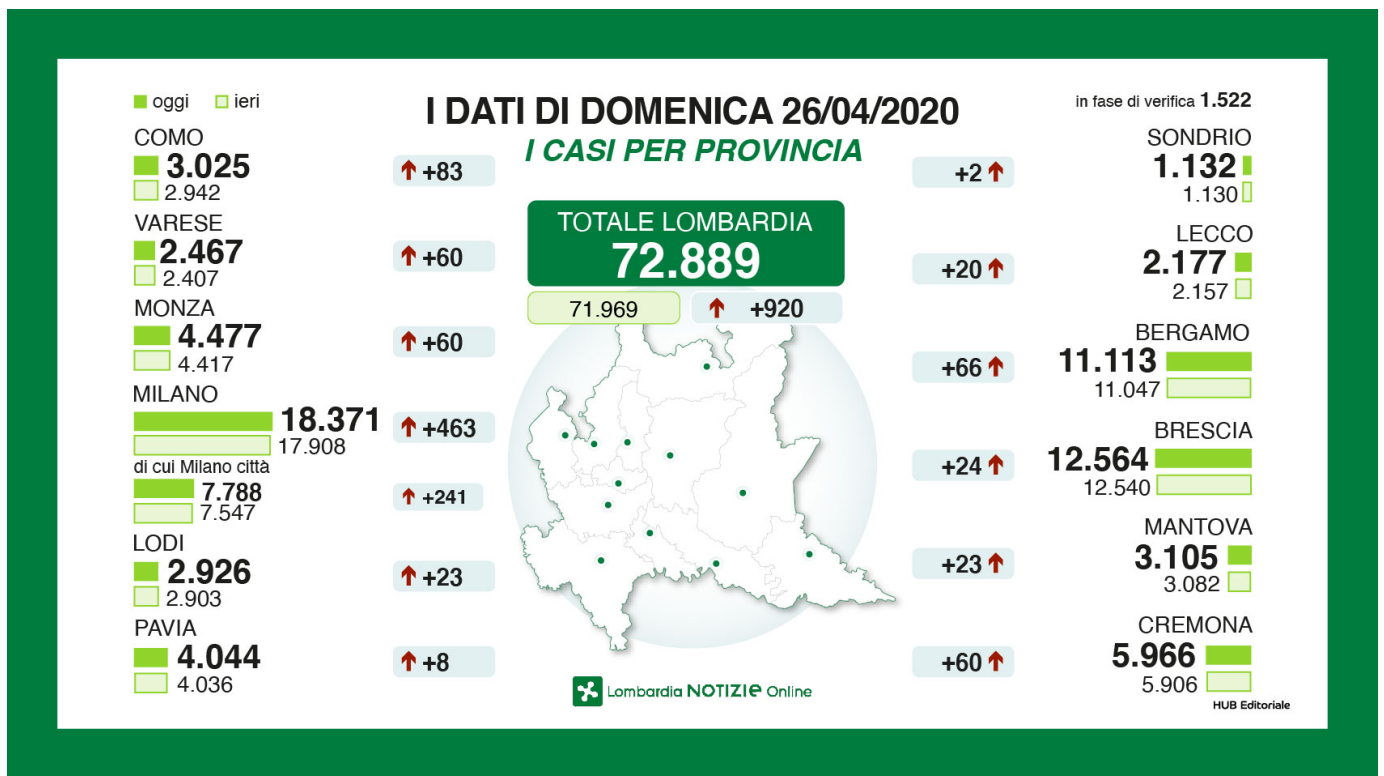 oggi ieri
I DATI DI DOMENICA 26/04/2020
I CASI PER PROVINCIA
in fase di verifica 1.522
COMO
3.025
2.942
+83
VARESE
2.467
2.407
+60
MONZA
4.477
4.417
+60
MILANO
18.371
17.908
+463
di cui Milano città
7.788
7.547
+241
LODI
2.926
2.903
+23
PAVIA
4.044
4.036
+8
TOTALE LOMBARDIA
72.889
71.969
+920
SONDRIO
1.132
1.130
+2
LECCO
2.177
2.157
+20
BERGAMO
11.113
11.047
+66
BRESCIA
12.564
12.540
+24
MANTOVA
3.105
3.082
+23
CREMONA
5.966
5.906
+60
Lombardia NOTIZIe Online
HUB Editoriale